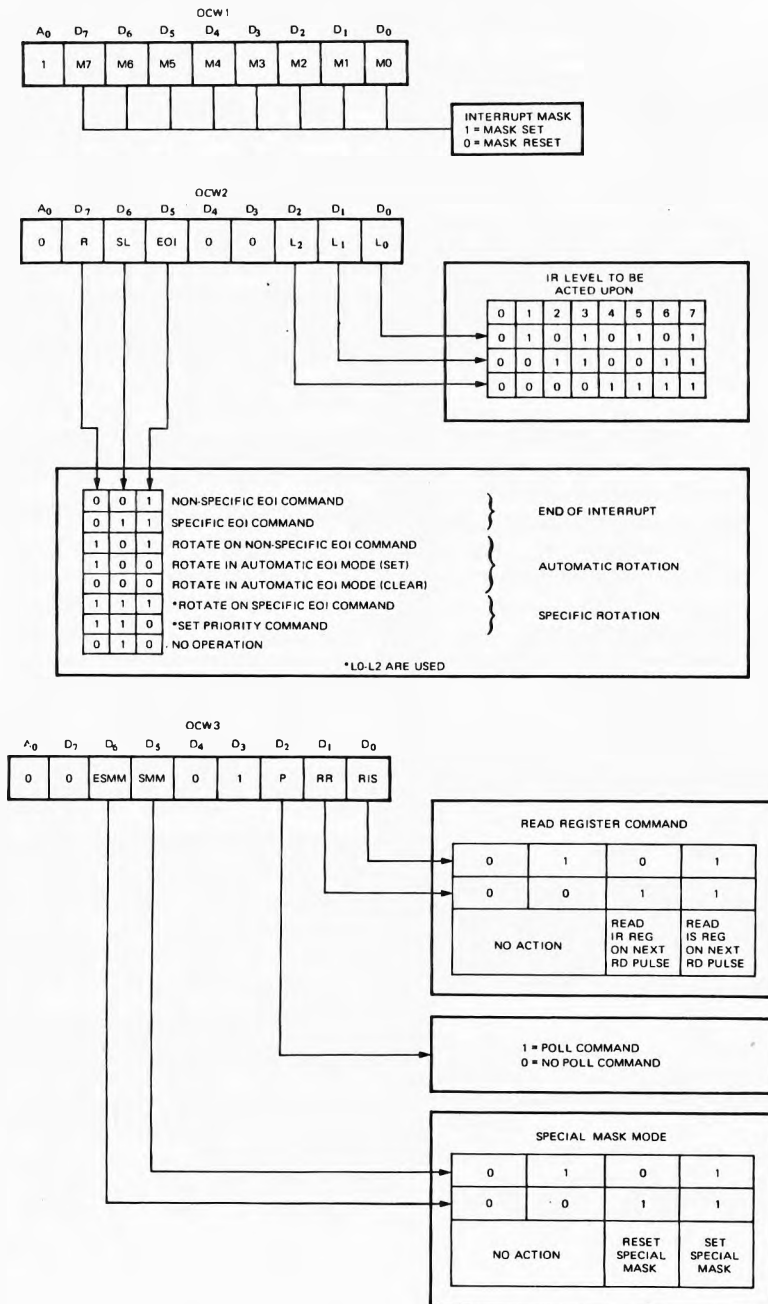 OCW1
A0 D7 D6 D5 D4 D3 D2 D1 D0
1 M7 M6 M5 M4 M3 M2 M1 M0
INTERRUPT MASK
1 = MASK SET
0 = MASK RESET
OCW2
A0 D7 D6 D5 D4 D3 D2 D1 D0
0 R SL EOI 0 0 L2 L1 L0
IR LEVEL TO BE
ACTED UPON
0 1 2 3 4 5 6 7
0 1 0 1 0 1 0 1
0 0 1 1 0 0 1 1
0 0 0 0 1 1 1 1
0 0 1 NON-SPECIFIC EOI COMMAND
0 1 1 SPECIFIC EOI COMMAND
END OF INTERRUPT
1 0 1 ROTATE ON NON-SPECIFIC EOI COMMAND
1 0 0 ROTATE IN AUTOMATIC EOI MODE (SET)
0 0 0 ROTATE IN AUTOMATIC EOI MODE (CLEAR)
AUTOMATIC ROTATION
1 1 1 *ROTATE ON SPECIFIC EOI COMMAND
1 1 0 *SET PRIORITY COMMAND
SPECIFIC ROTATION
0 1 0 NO OPERATION
*L0-L2 ARE USED
OCW3
A0 D7 D6 D5 D4 D3 D2 D1 D0
0 0 ESMM SMM 0 1 P RR RIS
READ REGISTER COMMAND
0 1 0 1
0 0 1 1
NO ACTION
READ
IR REG
ON NEXT
RD PULSE
READ
IS REG
ON NEXT
RD PULSE
1 = POLL COMMAND
0 = NO POLL COMMAND
SPECIAL MASK MODE
0 1 0 1
0 0 1 1
NO ACTION
RESET
SPECIAL
MASK
SET
SPECIAL
MASK